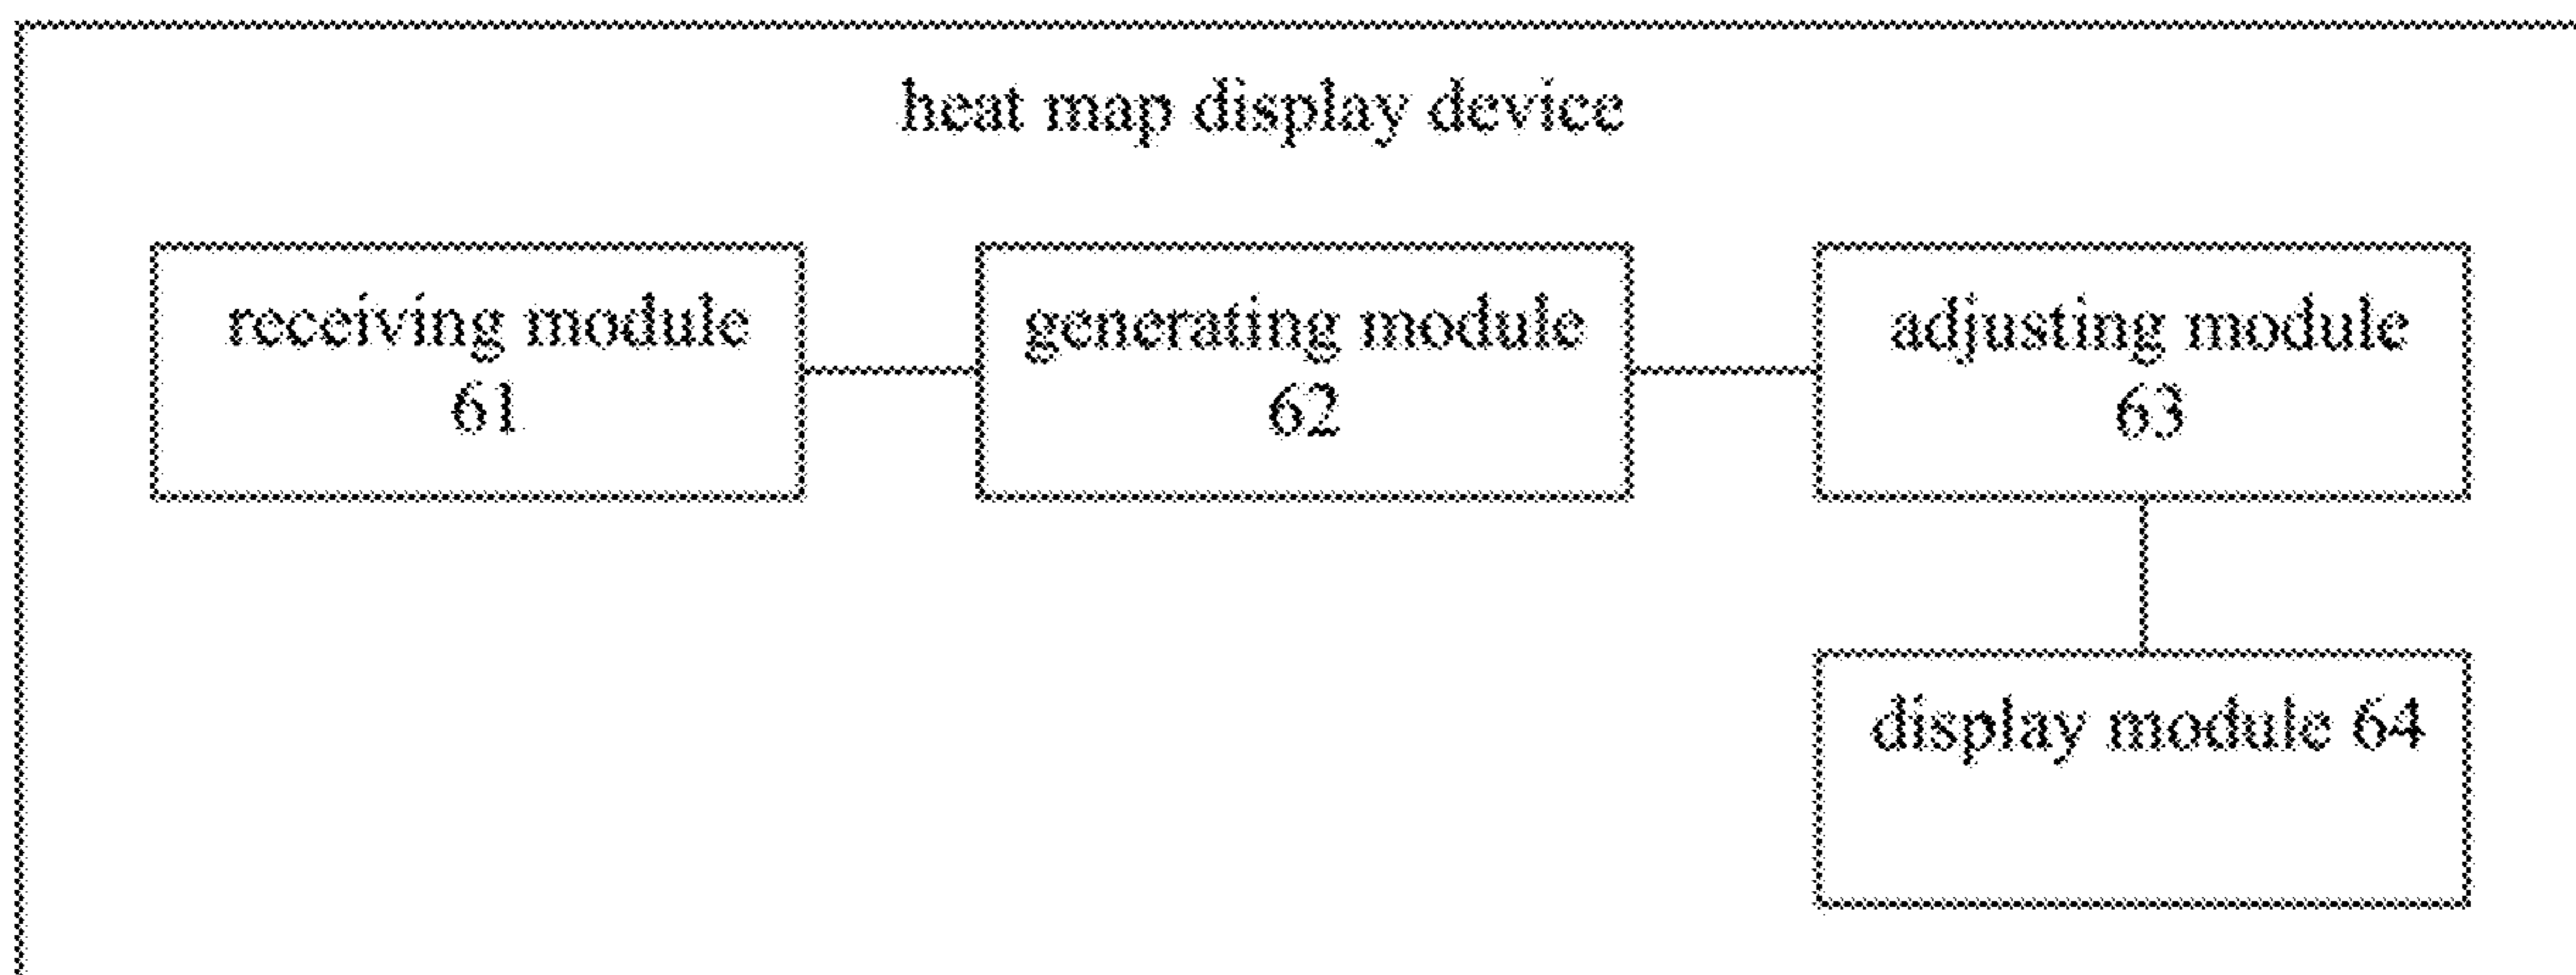 heat map display device
receiving module
61
generating module
62
adjusting module
63
display module 64